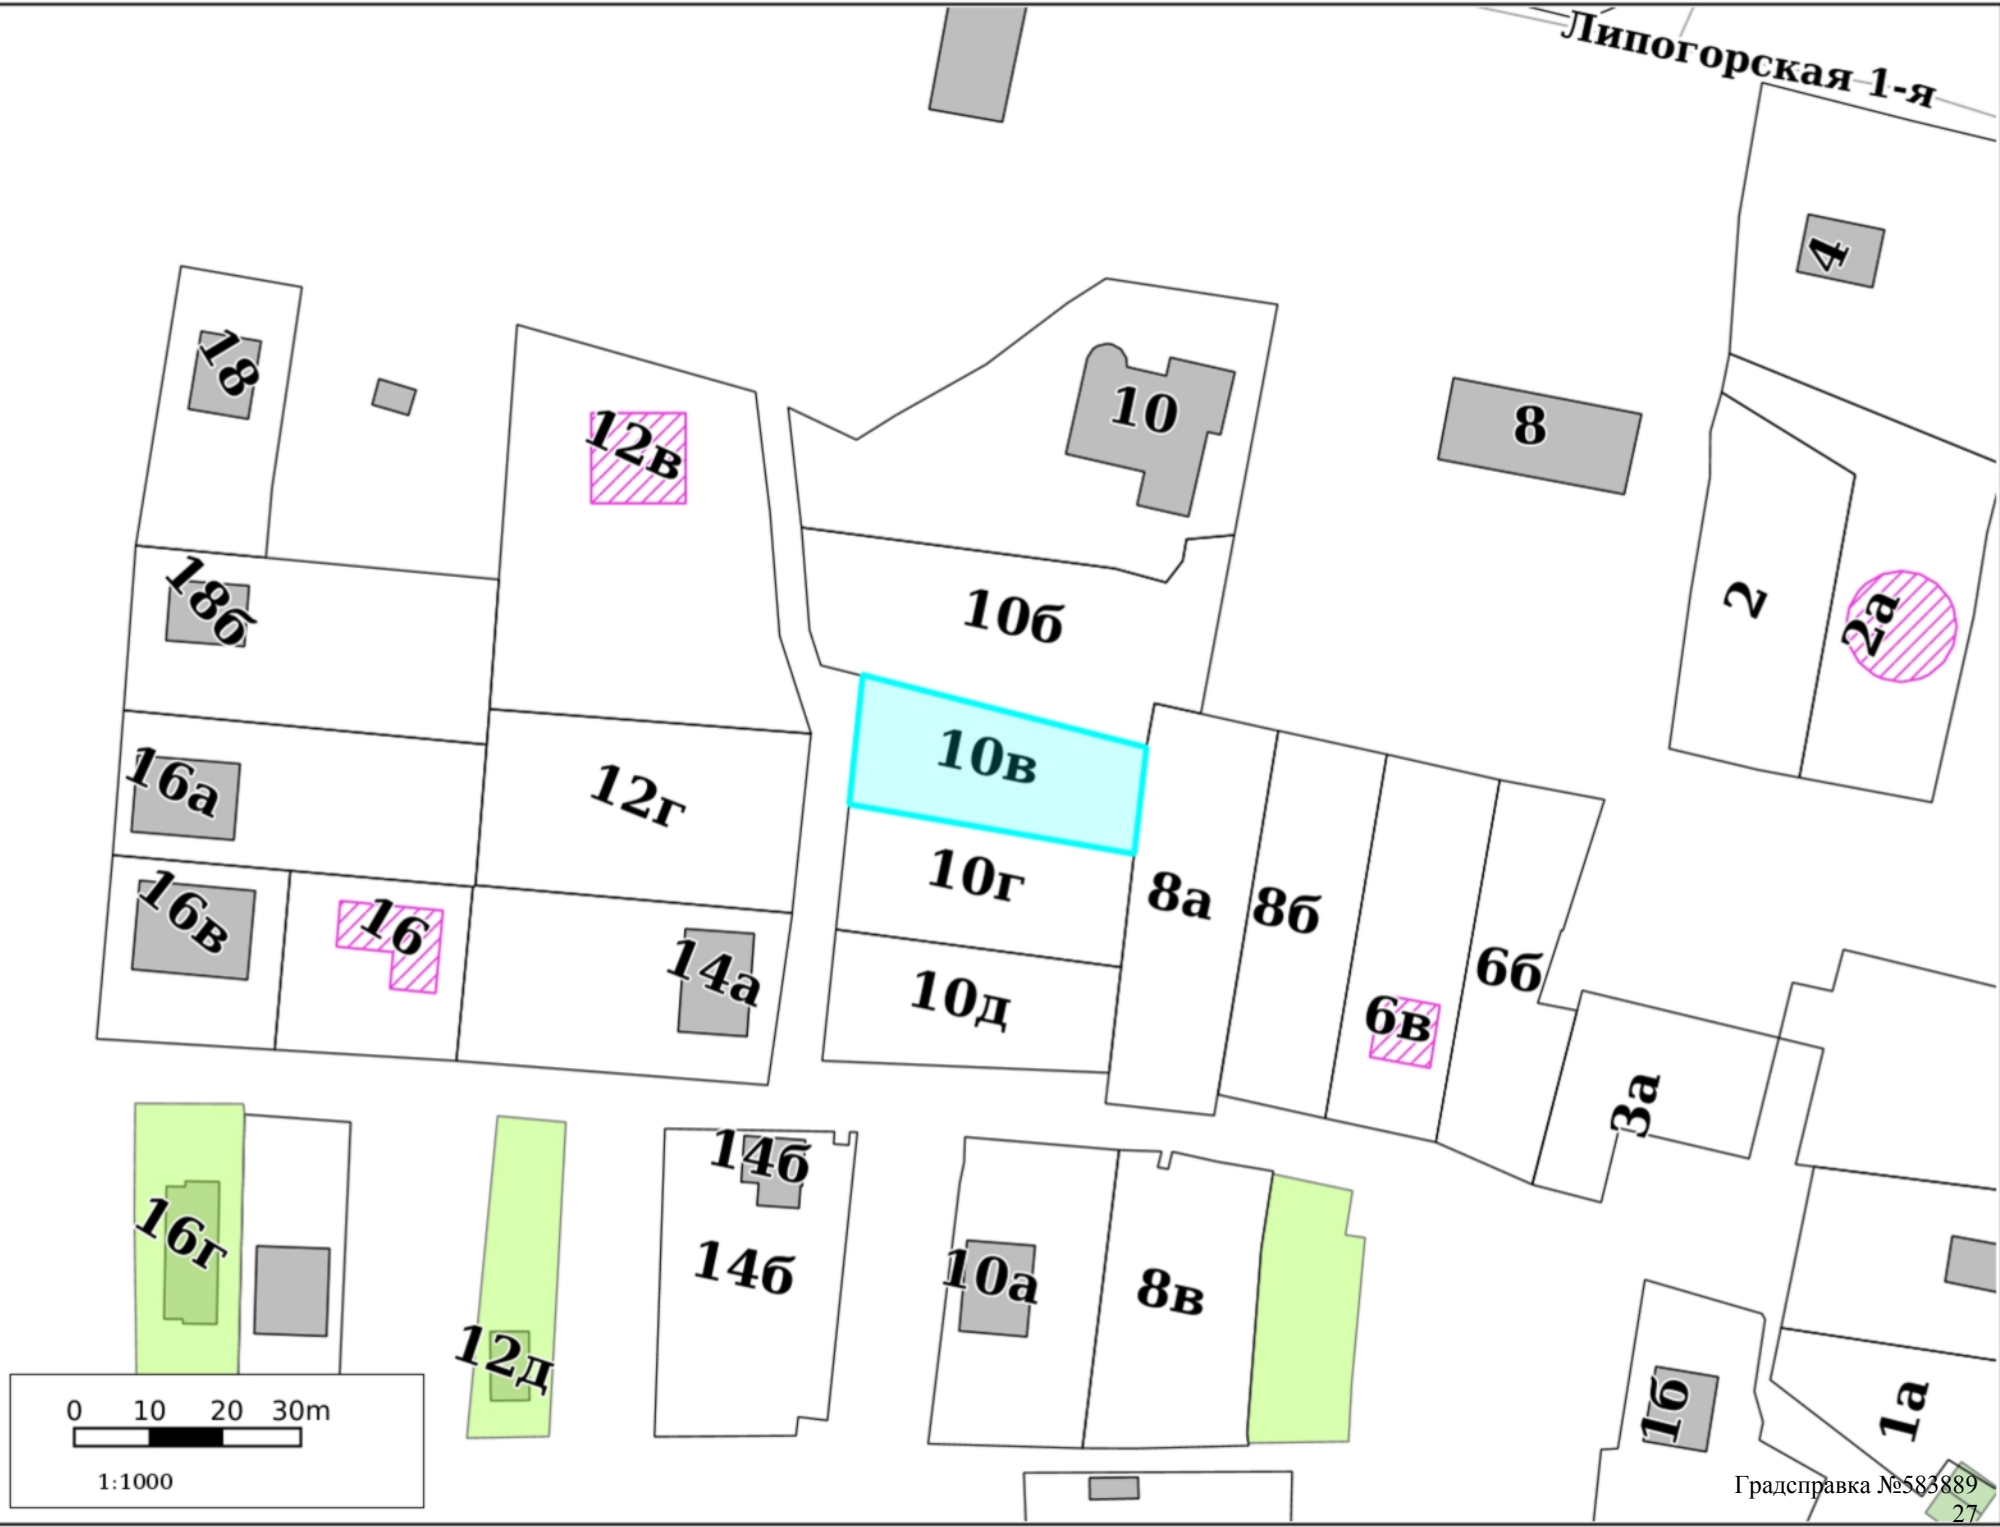 Липогорская 1-я
4
18
12в
10
8
18б
10б
2
2а
16а
12г
10в
10г
8а
8б
16в
16
14а
10д
6в
6б
3а
16г
14б
14б
10а
8в
12д
1б
1а
0 10 20 30m
1:1000
Градсправка №583889
27